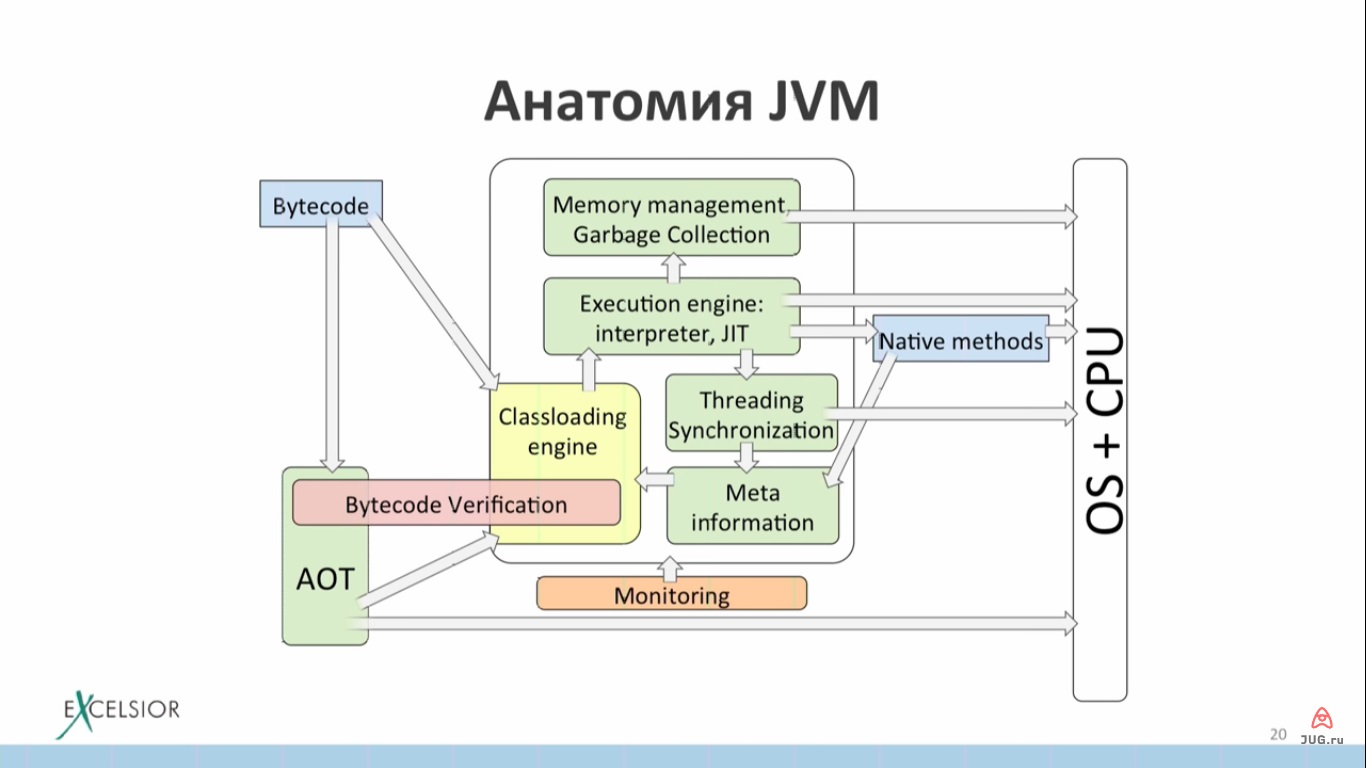 Анатомия JVM
Bytecode
Memory management,
Garbage Collection
Execution engine:
interpreter, JIT
Native methods
Threading
Synchronization
Classloading
engine
Meta
information
Bytecode Verification
AOT
Monitoring
OS + CPU
EXCELSIOR
20
JUG.ru